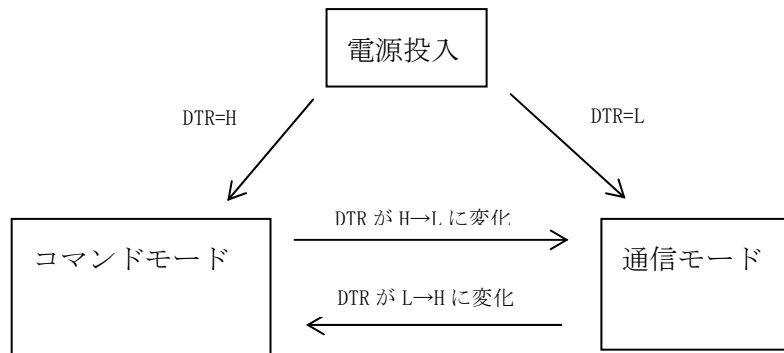 電源投入
DTR=H
DTR=L
DTR が H→L に変化
コマンドモード
通信モード
DTR が L→H に変化